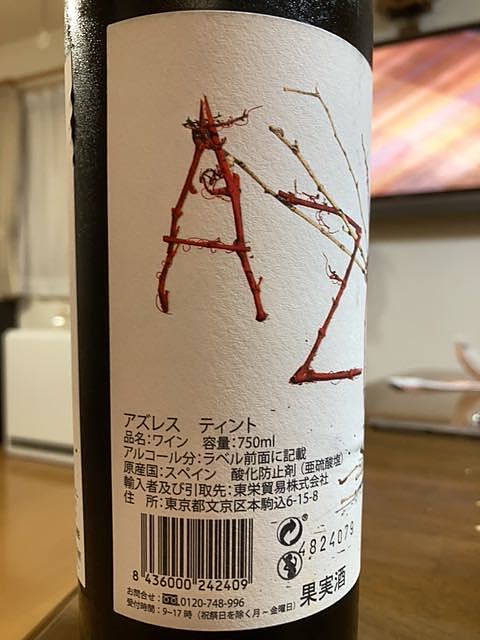 AZ
アズレス　ティント
品名：ワイン　容量：750ml
アルコール分：ラベル前面に記載
原産国：スペイン　酸化防止剤（亜硫酸塩）
輸入者及び引取先：東栄貿易株式会社
住　所：東京都文京区本駒込6-15-8
8 436000 242409
4824079
お問合せ：0120-748-996
受付時間：9~17時（祝祭日を除く月~金曜日）
果実酒